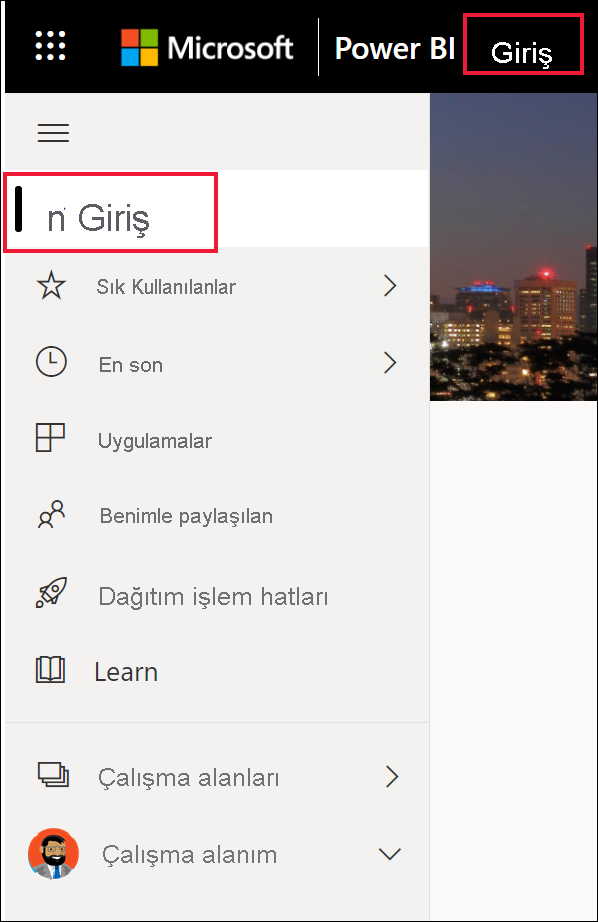 Microsoft Power BI Giriş
Giriş
Sık Kullanılanlar
En son
Uygulamalar
Benimle paylaşılan
Dağıtım işlem hatları
Learn
Çalışma alanları
Çalışma alanım